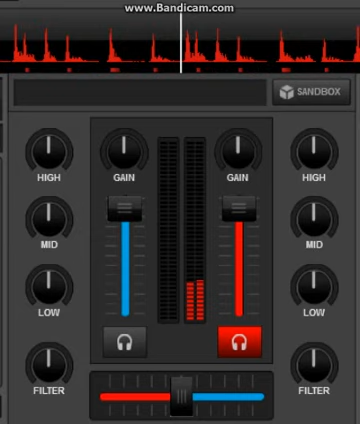 www.Bandicam.com
SANDBOX
GAIN GAIN
HIGH HIGH
MID MID
LOW LOW
FILTER FILTER